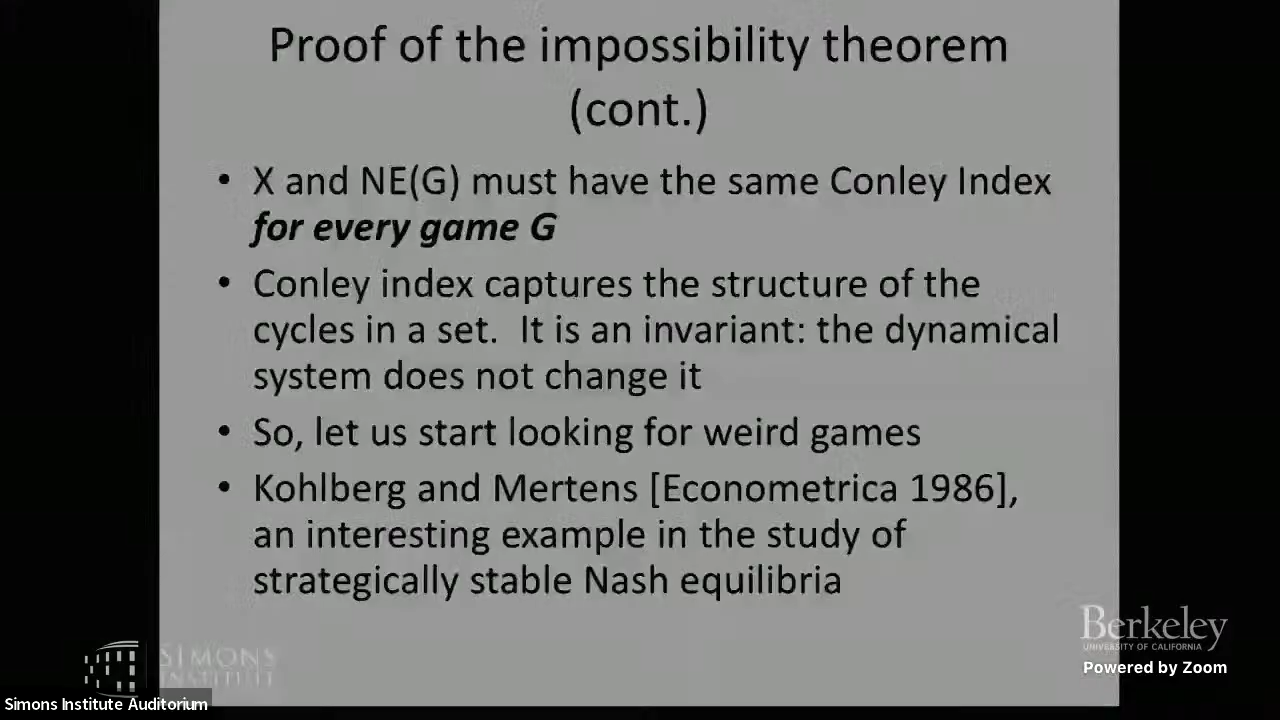 Proof of the impossibility theorem
(cont.)
• X and NE(G) must have the same Conley Index
for every game G
• Conley index captures the structure of the
cycles in a set. It is an invariant: the dynamical
system does not change it
• So, let us start looking for weird games
• Kohlberg and Mertens [Econometrica 1986],
an interesting example in the study of
strategically stable Nash equilibria
SIMONS
INSTITUTE
Berkeley
UNIVERSITY OF CALIFORNIA
Powered by Zoom
Simons Institute Auditorium